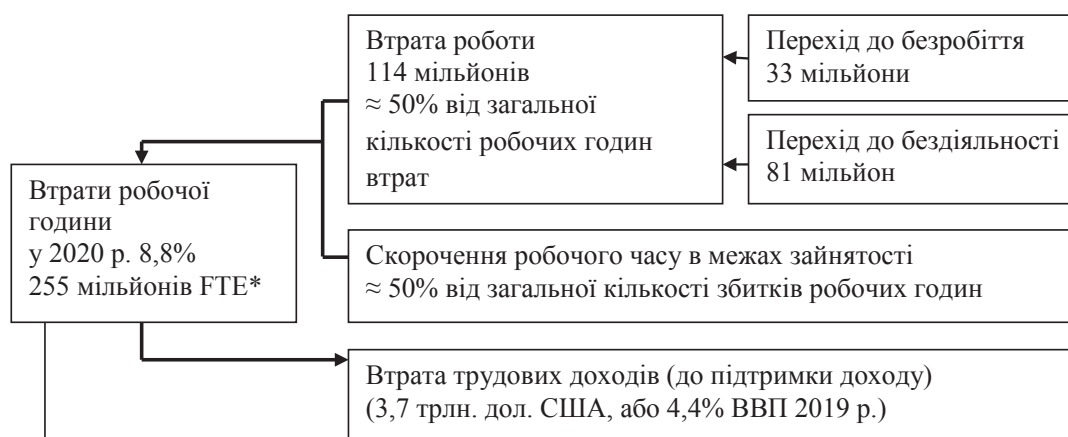 Втрата роботи
114 мільйонів
≈ 50% від загальної
кількості робочих годин
втрат
Перехід до безробіття
33 мільйони
Перехід до бездіяльності
81 мільйон
Втрати робочої
години
у 2020 р. 8,8%
255 мільйонів FTE*
Скорочення робочого часу в межах зайнятості
≈ 50% від загальної кількості збитків робочих годин
Втрата трудових доходів (до підтримки доходу)
(3,7 трлн. дол. США, або 4,4% ВВП 2019 р.)